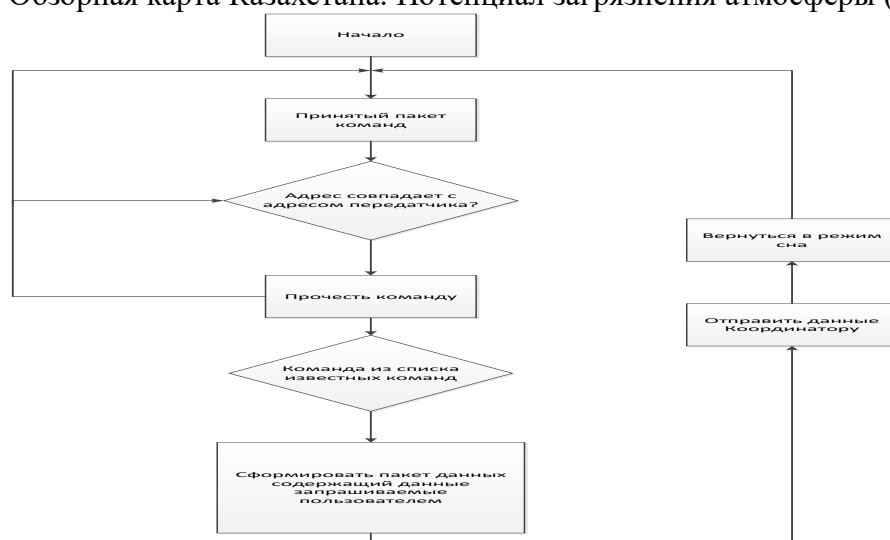 Обзорная карта Казахстана. Потенциал загрязнения атмосферы (
Начало
Принятый пакет
команд
Адрес совпадает с
адресом передатчика?
Прочесть команду
Команда из списка
известных команд
Сформировать пакет данных
содержащий данные
запрашиваемые
пользователем
Вернуться в режим
сна
Отправить данные
Координатору